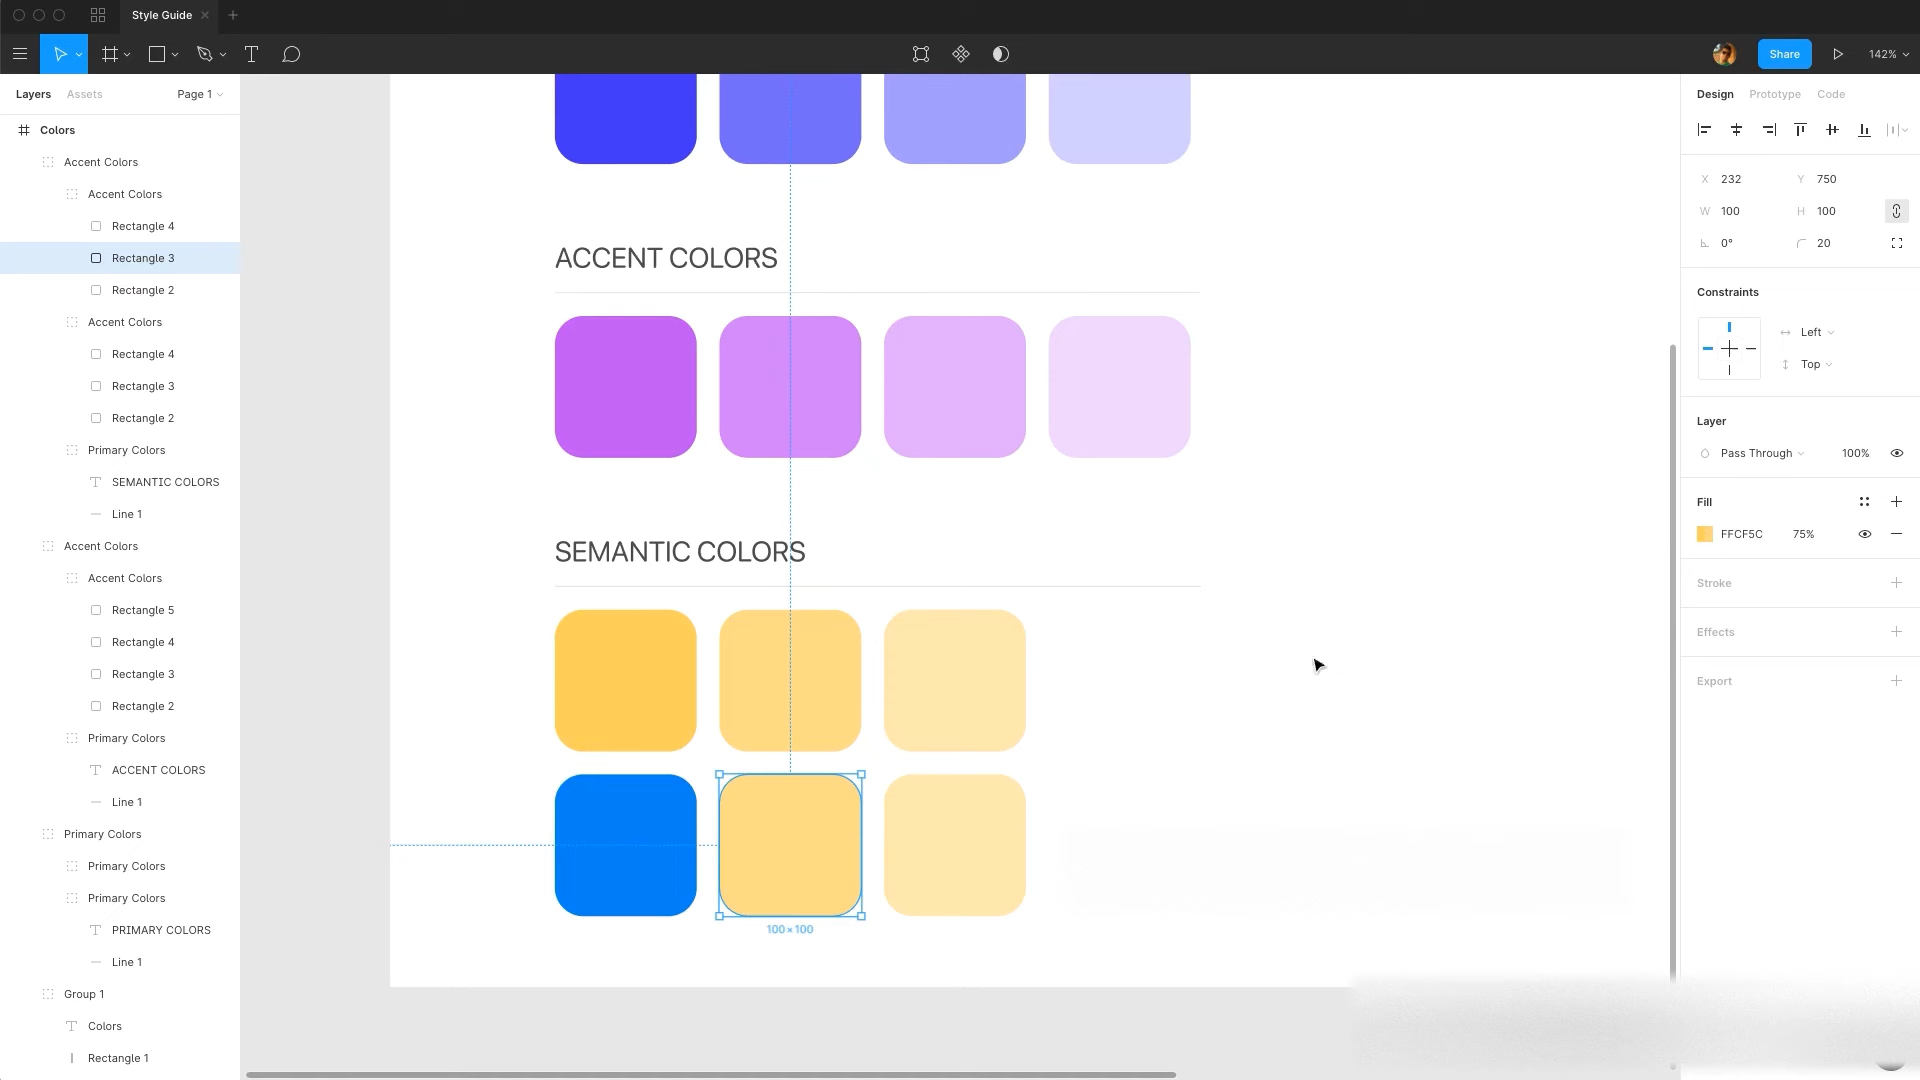 Style Guide
Share
142%
Layers
Assets
Page 1
Design
Prototype
Code
Colors
Accent Colors
Accent Colors
Rectangle 4
Rectangle 3
Rectangle 2
Accent Colors
Rectangle 4
Rectangle 3
Rectangle 2
Primary Colors
SEMANTIC COLORS
Line 1
Accent Colors
Accent Colors
Rectangle 5
Rectangle 4
Rectangle 3
Rectangle 2
Primary Colors
ACCENT COLORS
Line 1
Primary Colors
Primary Colors
Primary Colors
PRIMARY COLORS
Line 1
Group 1
Colors
Rectangle 1
ACCENT COLORS
SEMANTIC COLORS
100 × 100
X 232 Y 750
W 100 H 100
0° 20
Constraints
Left
Top
Layer
Pass Through 100%
Fill
FFCF5C 75%
Stroke
Effects
Export